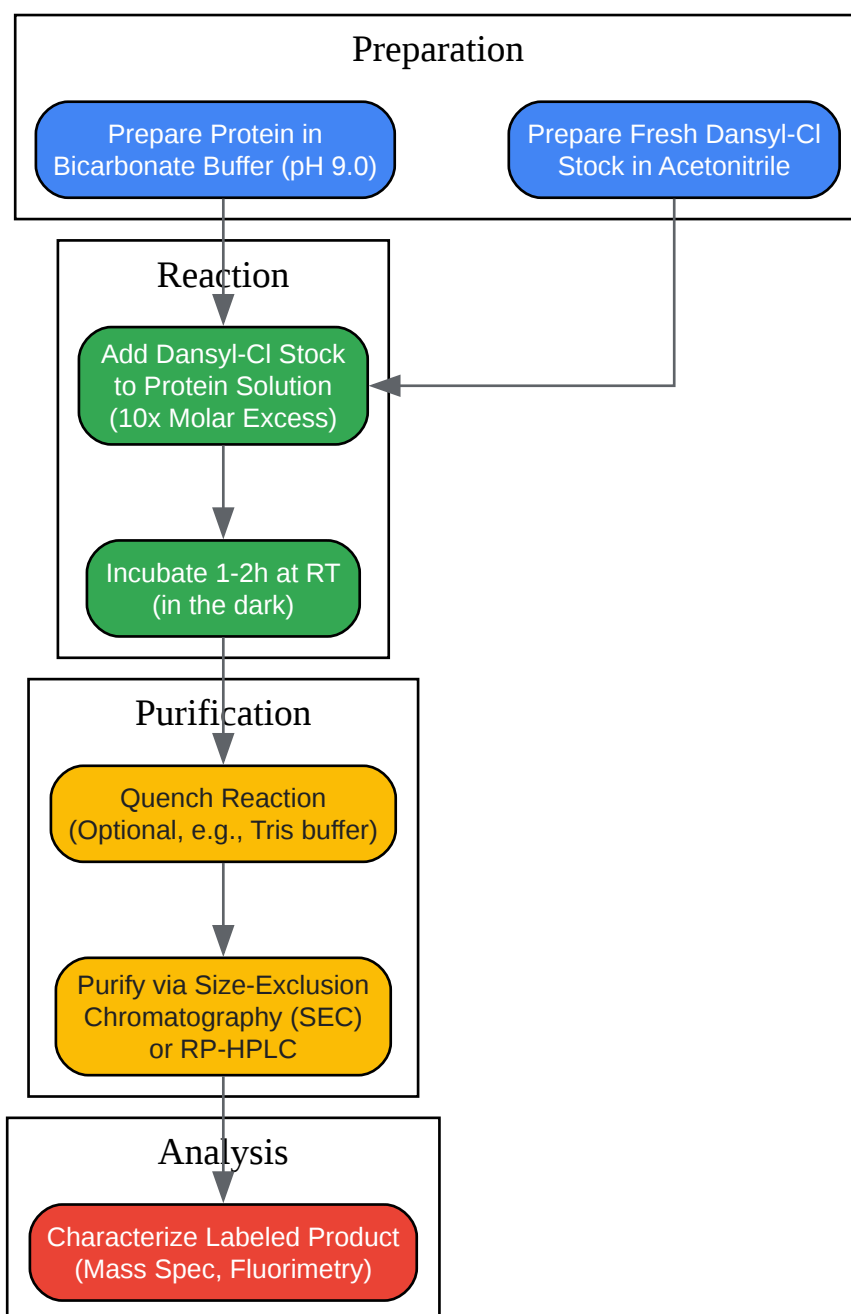 Preparation
Prepare Protein in
Bicarbonate Buffer (pH 9.0)
Prepare Fresh Dansyl-Cl
Stock in Acetonitrile
Reaction
Add Dansyl-Cl Stock
to Protein Solution
(10x Molar Excess)
Incubate 1-2h at RT
(in the dark)
Purification
Quench Reaction
(Optional, e.g., Tris buffer)
Purify via Size-Exclusion
Chromatography (SEC)
or RP-HPLC
Analysis
Characterize Labeled Product
(Mass Spec, Fluorimetry)